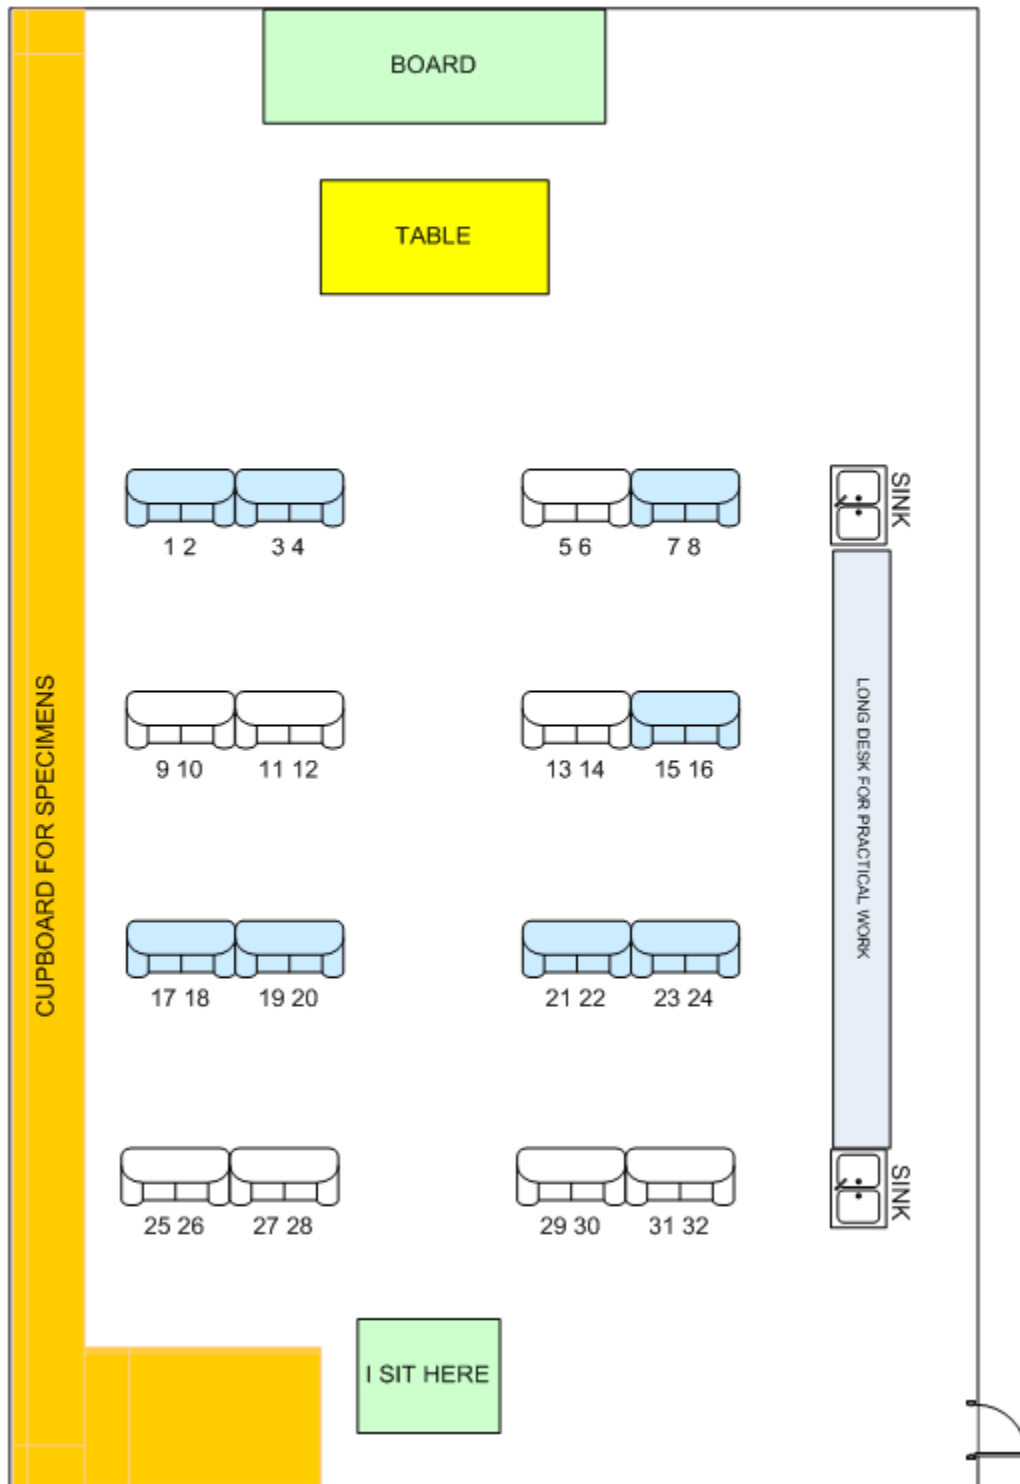 BOARD
TABLE
1 2
3 4
5 6
7 8
SINK
9 10
11 12
13 14
15 16
CUPBOARD FOR SPECIMENS
LONG DESK FOR PRACTICAL WORK
17 18
19 20
21 22
23 24
25 26
27 28
29 30
31 32
SINK
I SIT HERE